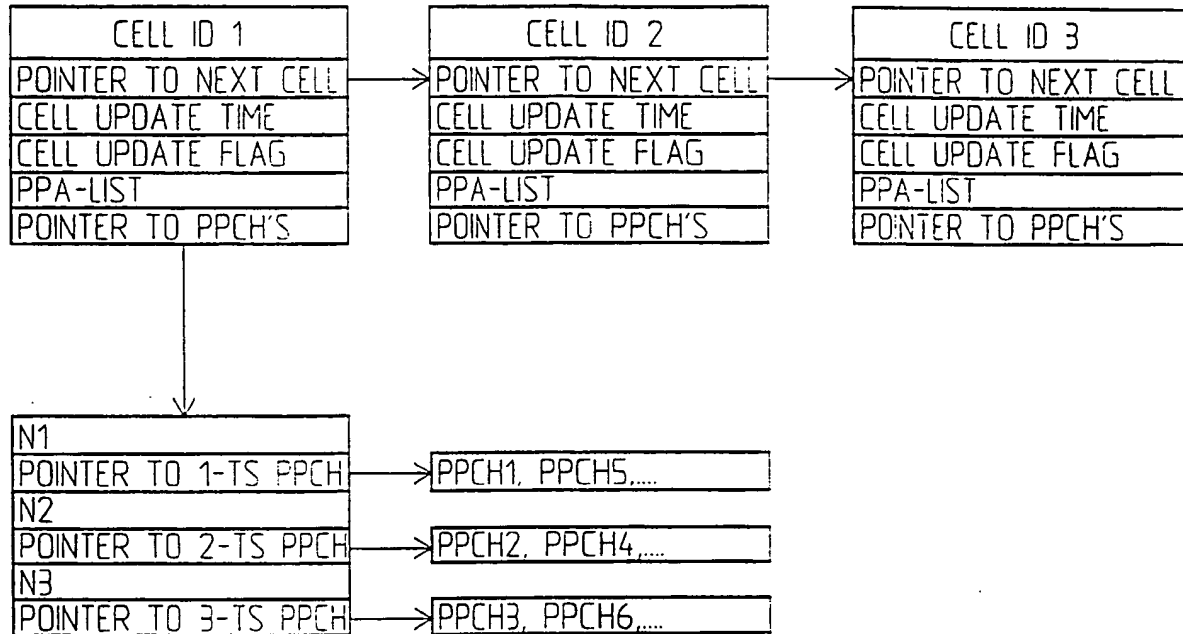 CELL ID 1
POINTER TO NEXT CELL
CELL UPDATE TIME
CELL UPDATE FLAG
PPA-LIST
POINTER TO PPCH'S
CELL ID 2
POINTER TO NEXT CELL
CELL UPDATE TIME
CELL UPDATE FLAG
PPA-LIST
POINTER TO PPCH'S
CELL ID 3
POINTER TO NEXT CELL
CELL UPDATE TIME
CELL UPDATE FLAG
PPA-LIST
POINTER TO PPCH'S
N1
POINTER TO 1-TS PPCH
PPCH1, PPCH5,....
N2
POINTER TO 2-TS PPCH
PPCH2, PPCH4,....
N3
POINTER TO 3-TS PPCH
PPCH3, PPCH6,....